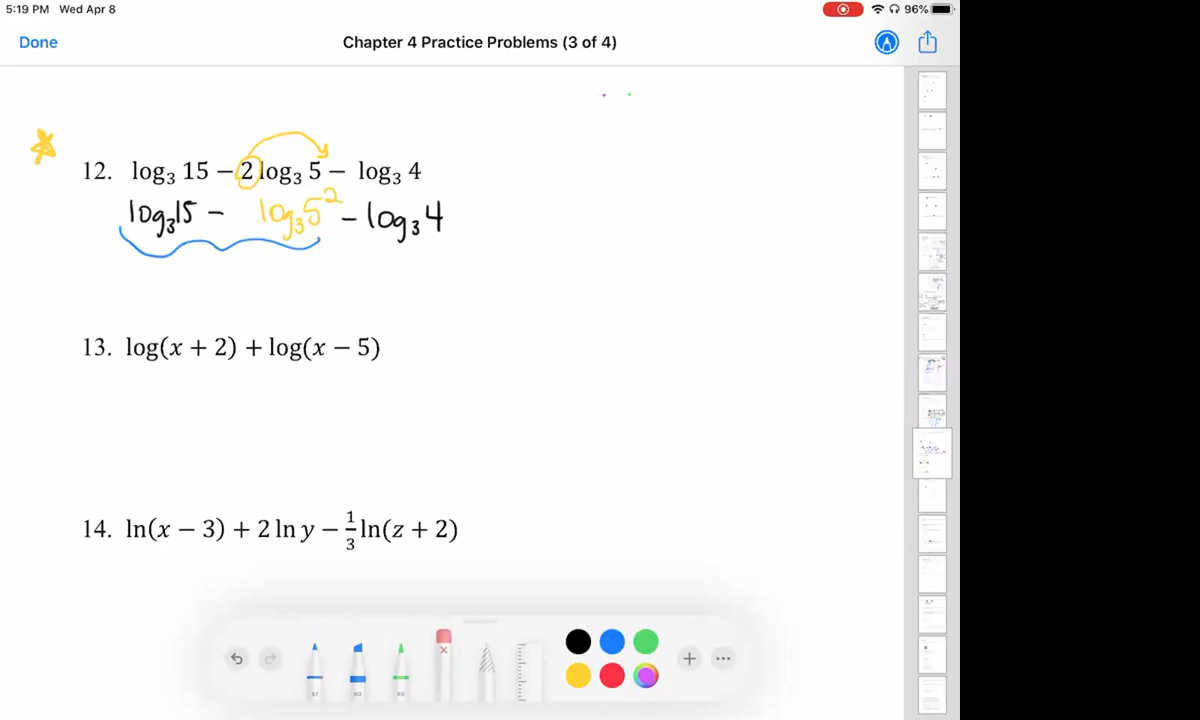 5:19 PM Wed Apr 8
96%
Done
Chapter 4 Practice Problems (3 of 4)
12. log₃ 15 − 2 log₃ 5 − log₃ 4
log₃15 − log₃5² − log₃4
13. log(x + 2) + log(x − 5)
14. ln(x − 3) + 2 ln y − 1/3 ln(z + 2)